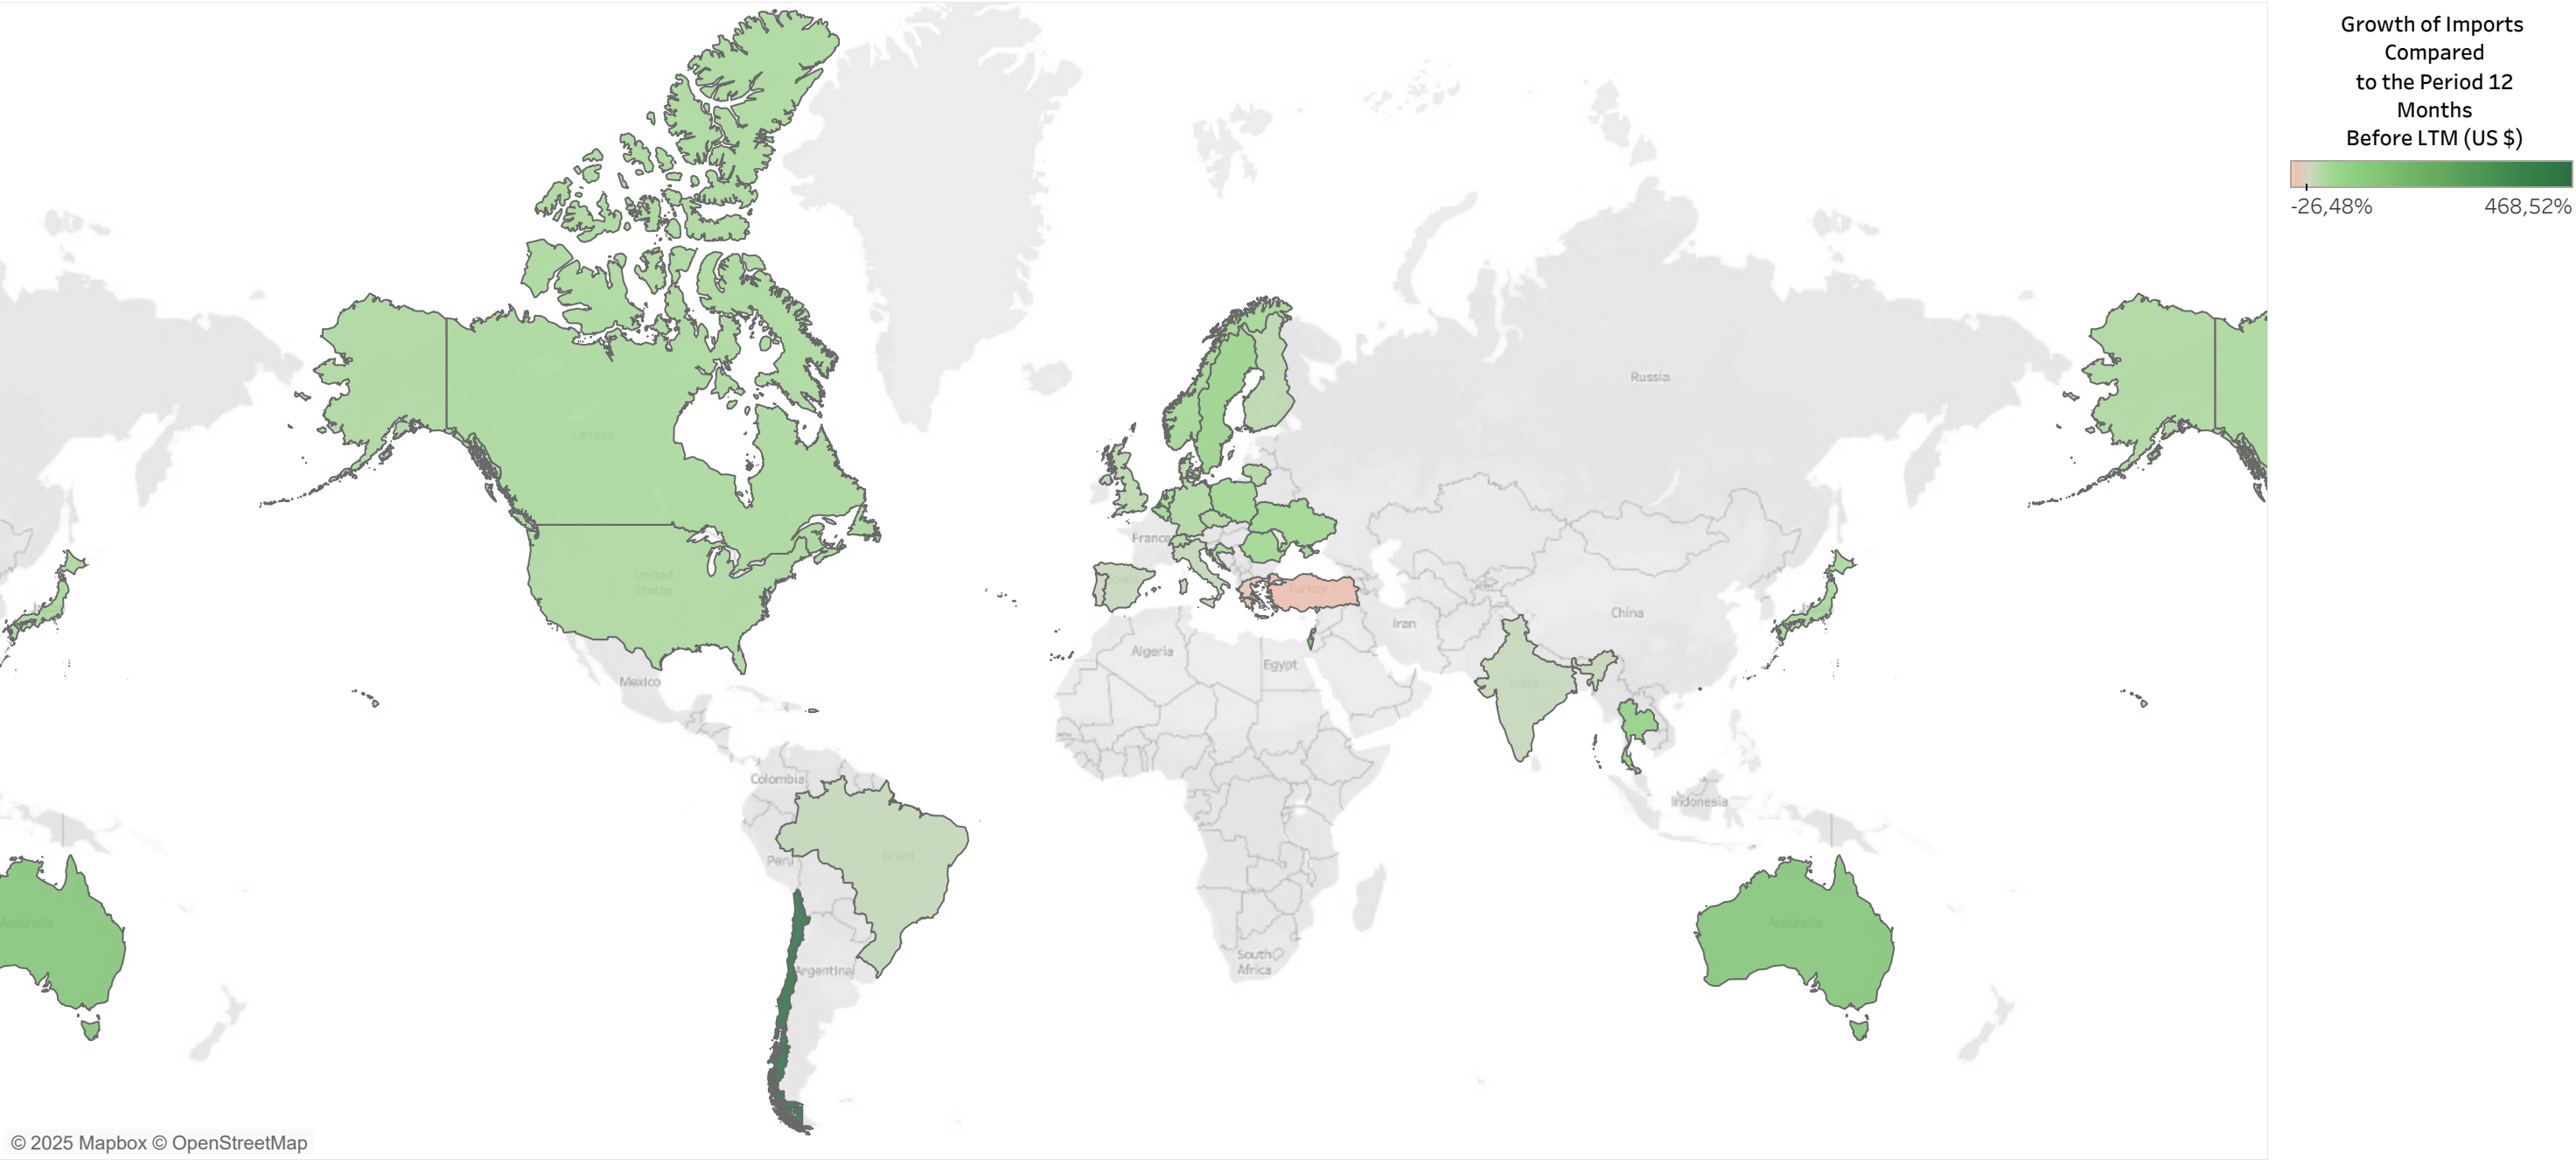 Growth of Imports
Compared
to the Period 12
Months
Before LTM (US $)
-26,48% 468,52%
Russia
Canada
France
United
States
Spain
Turkey
China
Iran
Algeria
Egypt
Mexico
India
Colombia
Indonesia
Brazil
Peru
Australia
Australia
South
Africa
Argentina
© 2025 Mapbox © OpenStreetMap